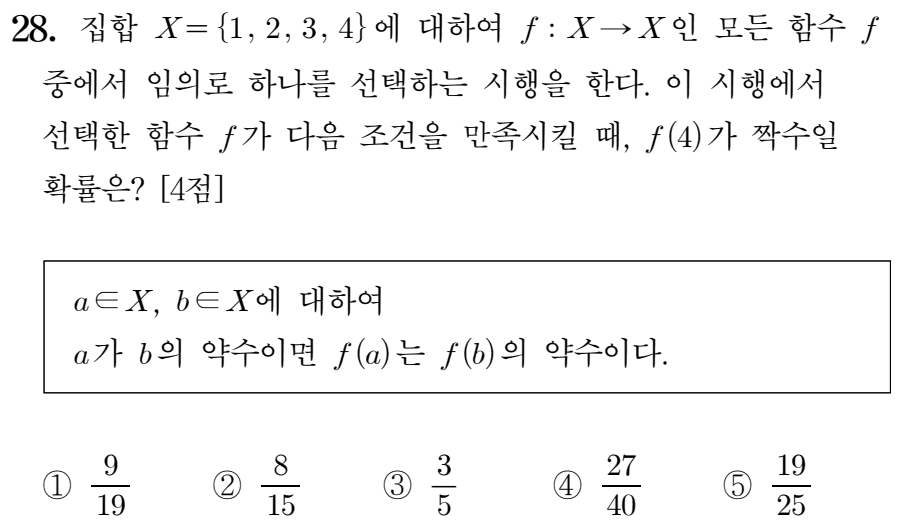 28. 집합 X={1, 2, 3, 4}에 대하여 f : X → X인 모든 함수 f
중에서 임의로 하나를 선택하는 시행을 한다. 이 시행에서
선택한 함수 f가 다음 조건을 만족시킬 때, f(4)가 짝수일
확률은? [4점]
a∈X, b∈X에 대하여
a가 b의 약수이면 f(a)는 f(b)의 약수이다.
① 9/19 ② 8/15 ③ 3/5 ④ 27/40 ⑤ 19/25